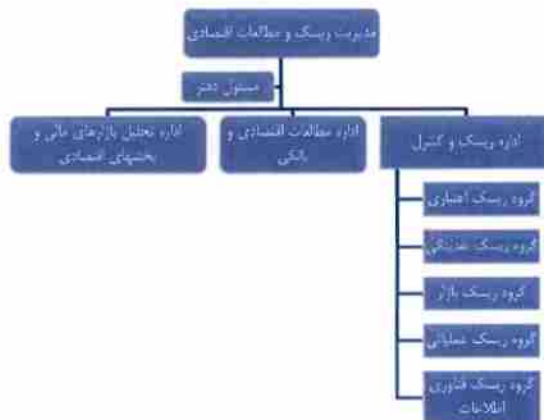 مدیریت ریسک و مطالعات اقتصادی
مسئول دفتر
اداره ریسک و کنترل
اداره مطالعات اقتصادی و
بانکی
اداره تحلیل بازارهای مالی و
بخشهای اقتصادی
گروه ریسک اعتباری
گروه ریسک نقدینگی
گروه ریسک بازار
گروه ریسک عملیاتی
گروه ریسک فناوری
اطلاعات